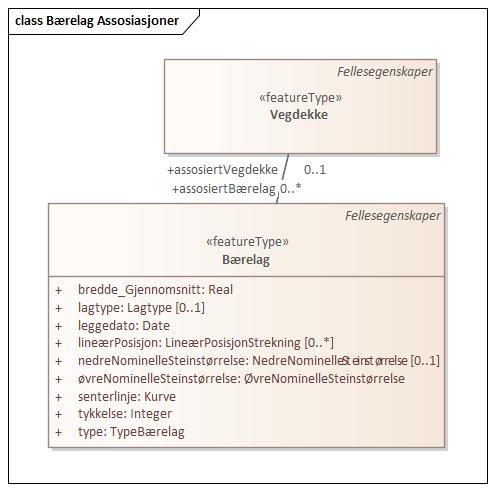 class Bærelag Assosiasjoner
Fellesegenskaper
«featureType»
Vegdekke
+assosiertVegdekke 0..1
+assosiertBærelag 0..*
Fellesegenskaper
«featureType»
Bærelag
+ bredde_Gjennomsnitt: Real
+ lagtype: Lagtype [0..1]
+ leggedato: Date
+ lineærPosisjon: LineærPosisjonStrekning [0..*]
+ nedreNominelleSteinstørrelse: NedreNominelleSteinstørrelse [0..1]
+ øvreNominelleSteinstørrelse: ØvreNominelleSteinstørrelse
+ senterlinje: Kurve
+ tykkelse: Integer
+ type: TypeBærelag